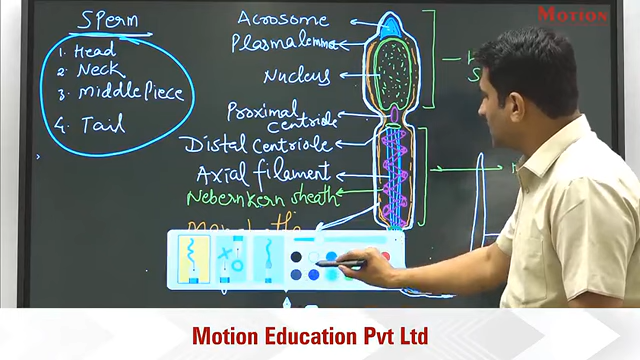 Sperm
1. Head
2. Neck
3. Middle Piece
4. Tail
Acrosome
Plasmalemma
Nucleus
Proximal
Centriole
Distal Centriole
Axial filament
Nebernkern sheath
MOTION
Motion Education Pvt Ltd